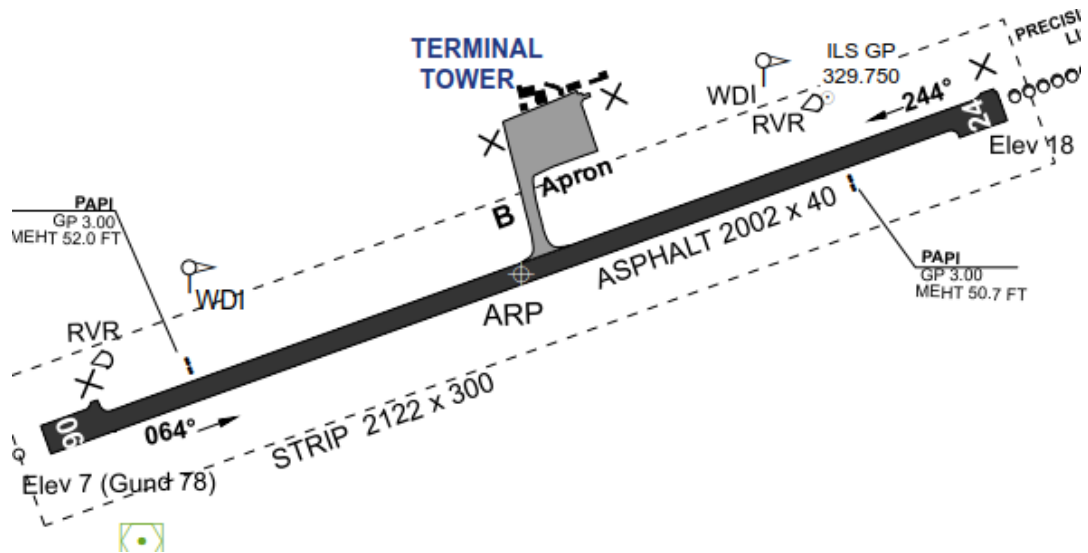 PRECISI
LI
TERMINAL
TOWER
ILS GP
329.750
WDI
RVR
244°
24
Elev 18
Apron
B
PAPI
GP 3.00
MEHT 52.0 FT
ASPHALT 2002 x 40
PAPI
GP 3.00
MEHT 50.7 FT
WDI
ARP
RVR
STRIP 2122 x 300
064°
06
Elev 7 (Gund 78)